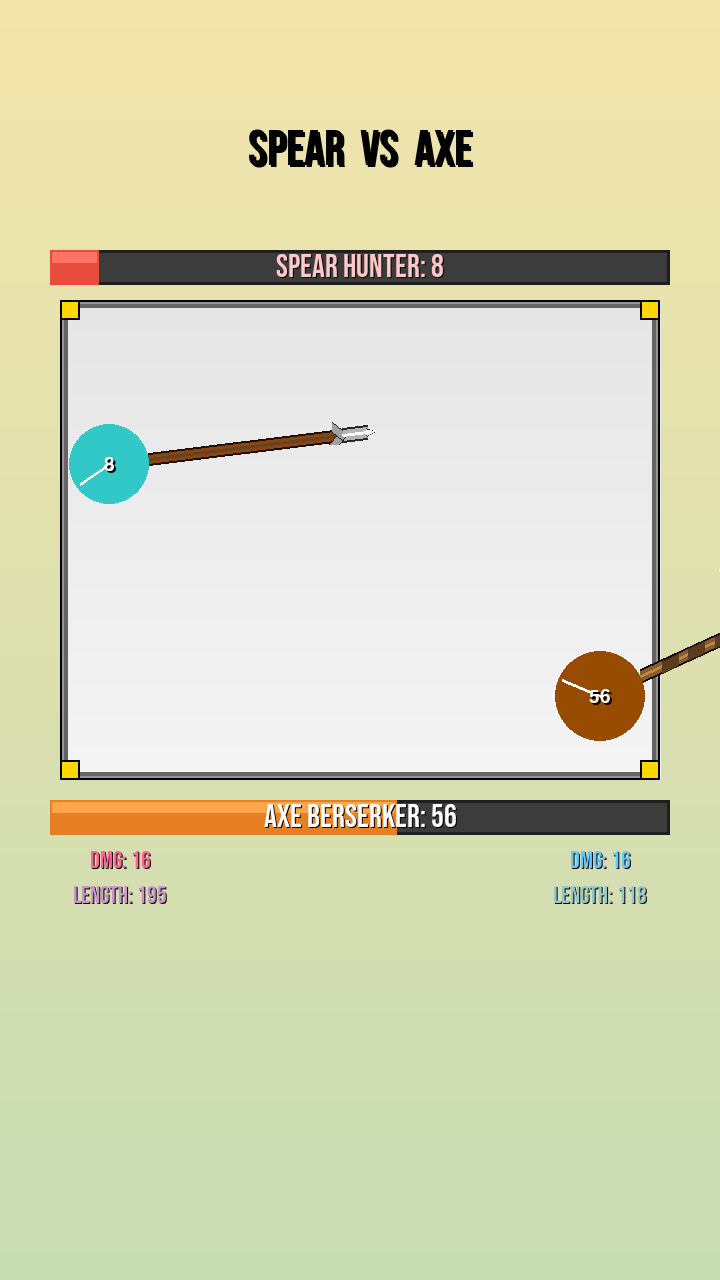 SPEAR VS AXE
SPEAR HUNTER: 8
8
56
AXE BERSERKER: 56
DMG: 16
DMG: 16
LENGTH: 195
LENGTH: 118